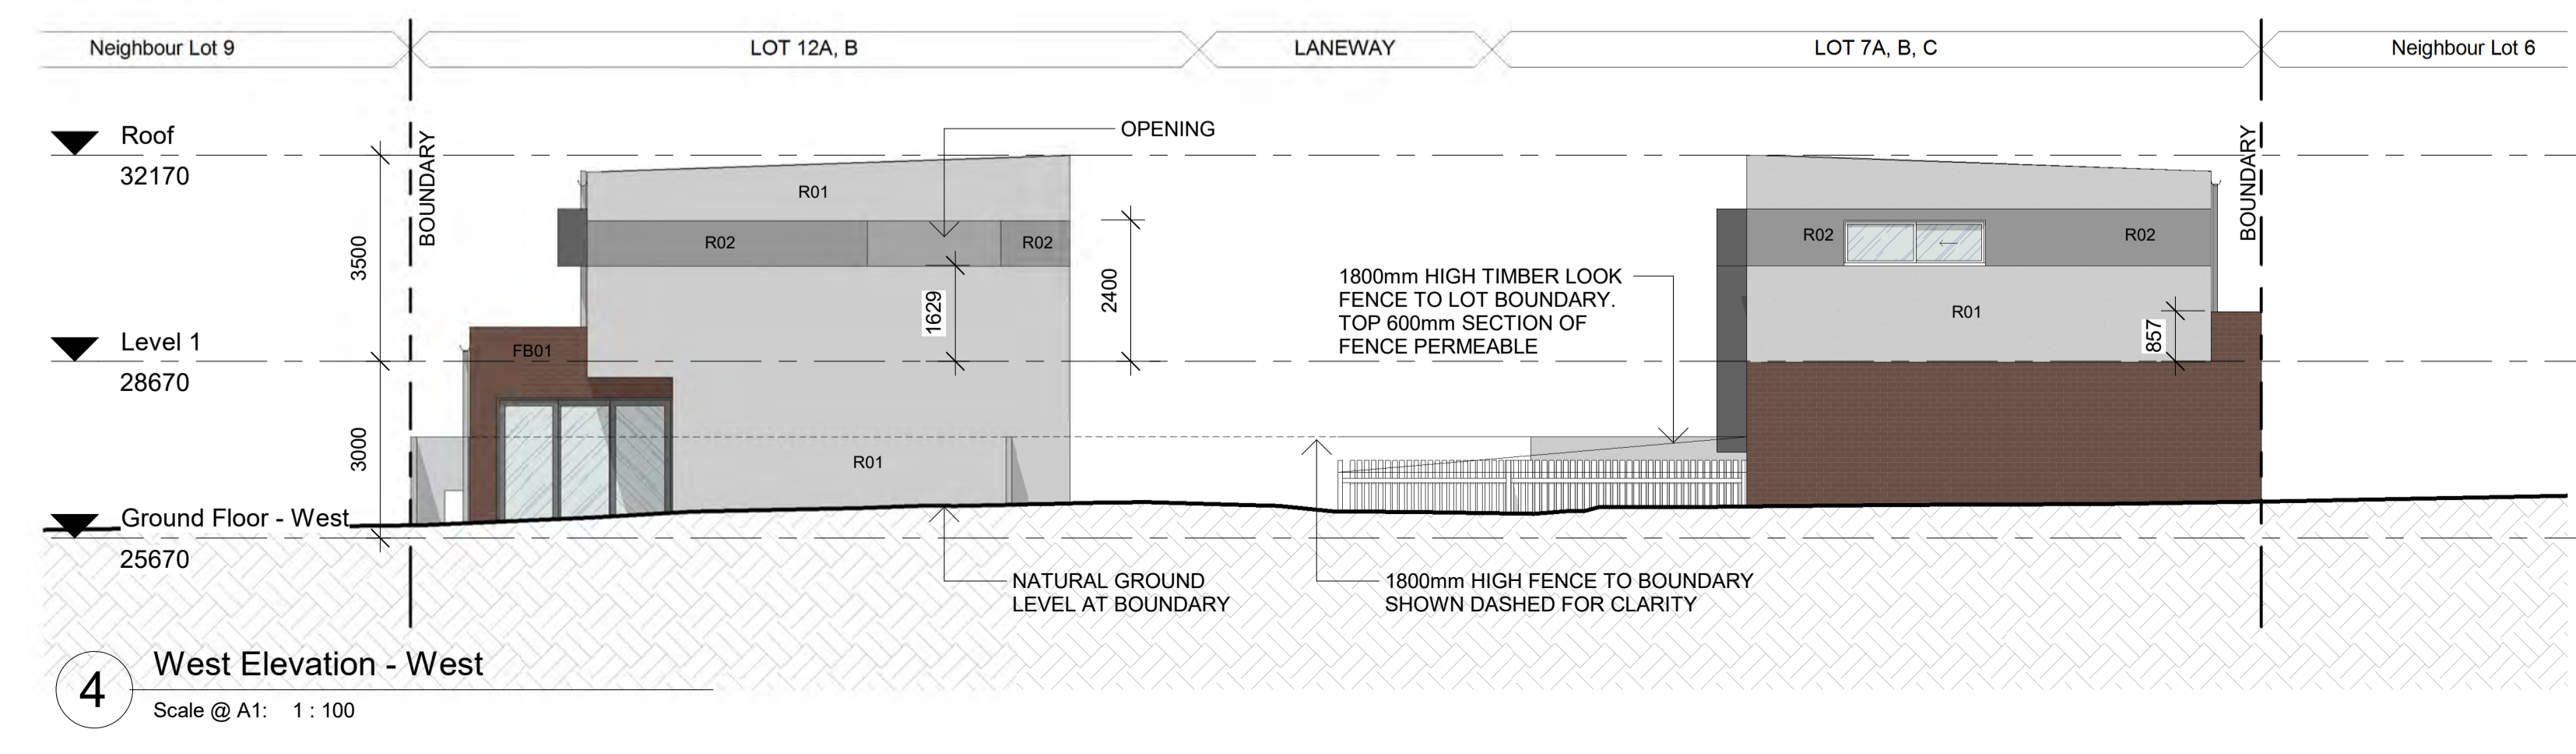 Neighbour Lot 9
LOT 12A, B
LANEWAY
LOT 7A, B, C
Neighbour Lot 6
Roof
32170
BOUNDARY
OPENING
BOUNDARY
R01
R02
R02
R02
R02
3500
1629
2400
1800mm HIGH TIMBER LOOK
FENCE TO LOT BOUNDARY.
TOP 600mm SECTION OF
FENCE PERMEABLE
R01
857
Level 1
28670
FB01
3000
R01
Ground Floor - West
25670
NATURAL GROUND
LEVEL AT BOUNDARY
1800mm HIGH FENCE TO BOUNDARY
SHOWN DASHED FOR CLARITY
4
West Elevation - West
Scale @ A1: 1 : 100